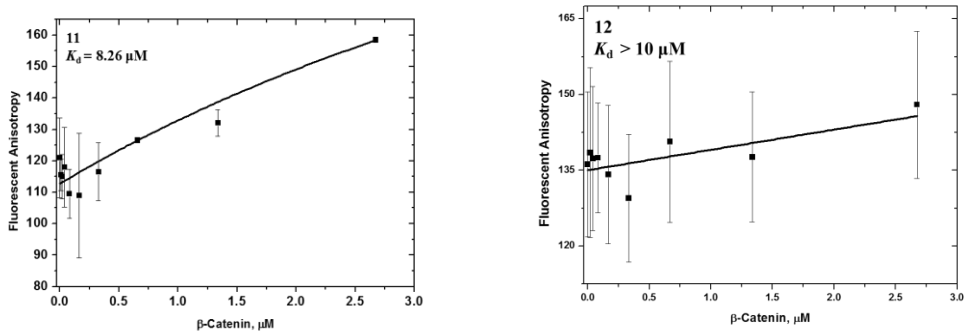 11
K_d = 8.26 μM
Fluorescent Anisotropy
160
150
140
130
120
110
100
90
80
0.0 0.5 1.0 1.5 2.0 2.5 3.0
β-Catenin, μM
12
K_d > 10 μM
Fluorescent Anisotropy
165
150
135
120
0.0 0.5 1.0 1.5 2.0 2.5 3.0
β-Catenin, μM